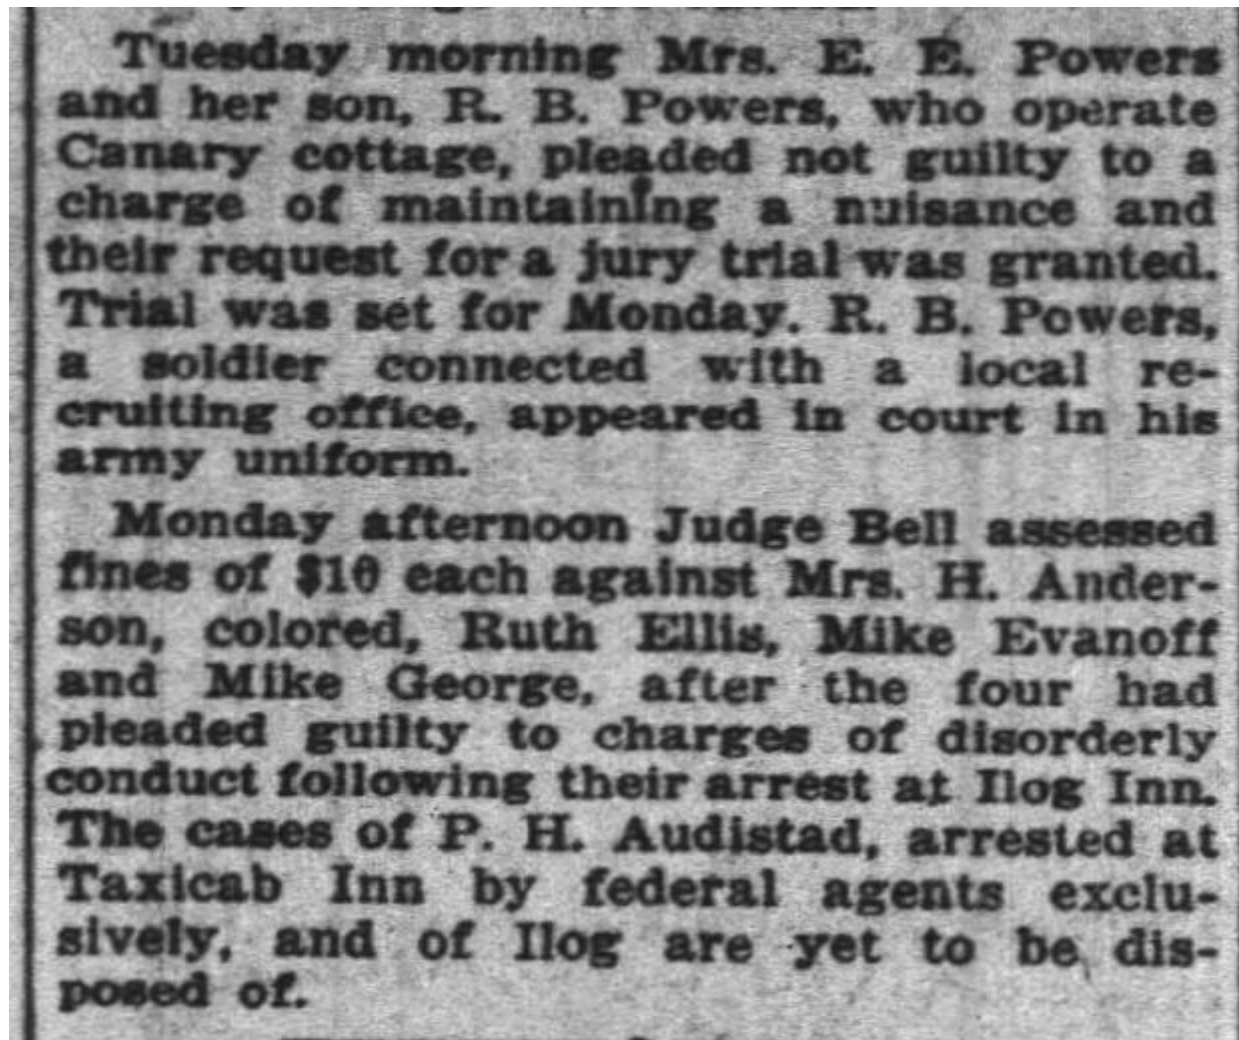 Tuesday morning Mrs. E. E. Powers
and her son, R. B. Powers, who operate
Canary cottage, pleaded not guilty to a
charge of maintaining a nuisance and
their request for a jury trial was granted.
Trial was set for Monday. R. B. Powers,
a soldier connected with a local re-
cruiting office, appeared in court in his
army uniform.
Monday afternoon Judge Bell assessed
fines of $10 each against Mrs. H. Ander-
son, colored, Ruth Ellis, Mike Evanoff
and Mike George, after the four had
pleaded guilty to charges of disorderly
conduct following their arrest at Ilog Inn.
The cases of P. H. Audistad, arrested at
Taxicab Inn by federal agents exclu-
sively, and of Ilog are yet to be dis-
posed of.